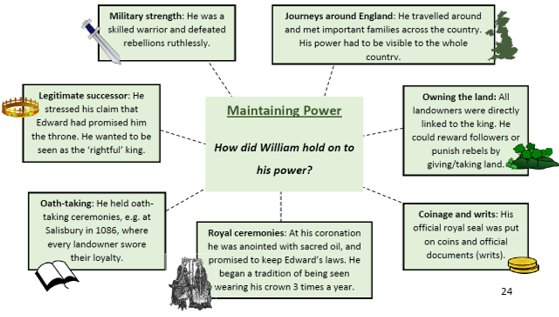 Military strength: He was a
skilled warrior and defeated
rebellions ruthlessly.
Journeys around England: He travelled around
and met important families across the country.
His power had to be visible to the whole
country.
Legitimate successor: He
stressed his claim that
Edward had promised him
the throne. He wanted to be
seen as the 'rightful' king.
Maintaining Power
How did William hold on to
his power?
Owning the land: All
landowners were directly
linked to the king. He
could reward followers or
punish rebels by
giving/taking land.
Oath-taking: He held oath-
taking ceremonies, e.g. at
Salisbury in 1086, where
every landowner swore
their loyalty.
Royal ceremonies: At his coronation
he was anointed with sacred oil, and
promised to keep Edward's laws. He
began a tradition of being seen
wearing his crown 3 times a year.
Coinage and writs: His
official royal seal was put
on coins and official
documents (writs).
24